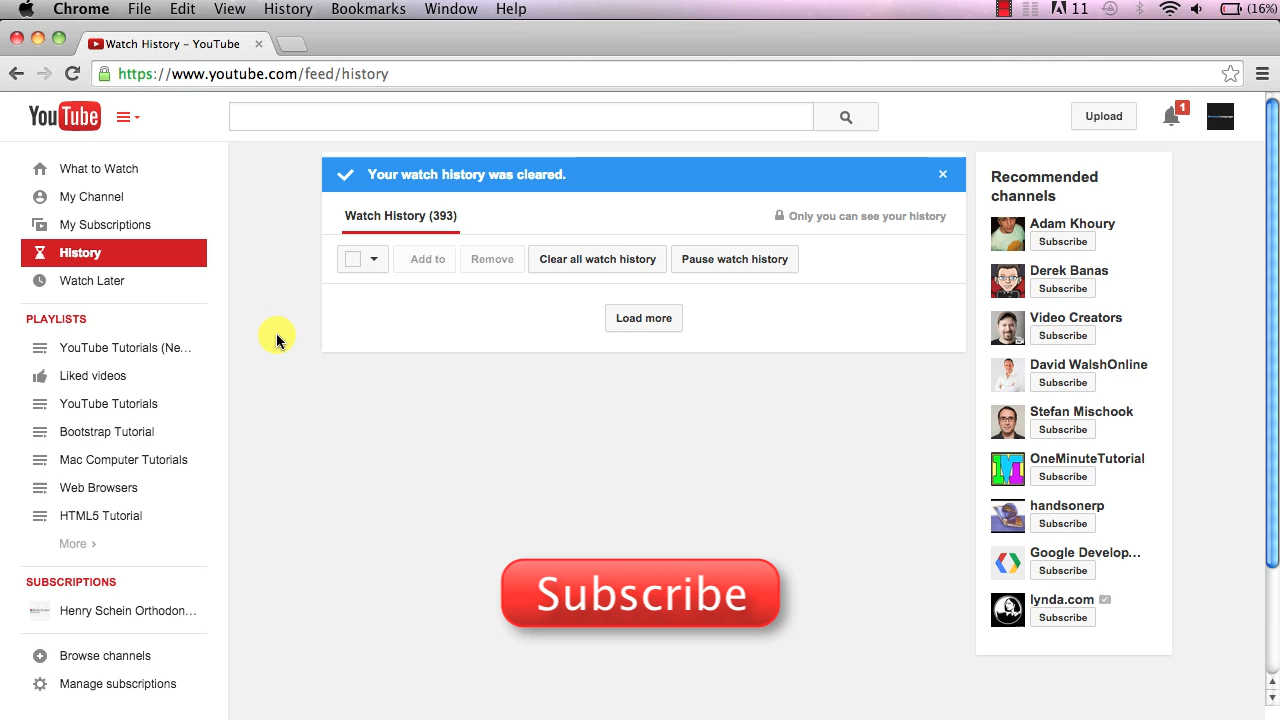 Chrome File Edit View History Bookmarks Window Help 11 (16%)
Watch History - YouTube
https://www.youtube.com/feed/history
YouTube
Upload
1
What to Watch
My Channel
My Subscriptions
History
Watch Later
PLAYLISTS
YouTube Tutorials (Ne...
Liked videos
YouTube Tutorials
Bootstrap Tutorial
Mac Computer Tutorials
Web Browsers
HTML5 Tutorial
More ›
SUBSCRIPTIONS
Henry Schein Orthodon...
Browse channels
Manage subscriptions
Your watch history was cleared.
Watch History (393)
Only you can see your history
Add to
Remove
Clear all watch history
Pause watch history
Load more
Subscribe
Recommended
channels
Adam Khoury
Subscribe
Derek Banas
Subscribe
Video Creators
Subscribe
David WalshOnline
Subscribe
Stefan Mischook
Subscribe
OneMinuteTutorial
Subscribe
handsonerp
Subscribe
Google Develop...
Subscribe
lynda.com
Subscribe